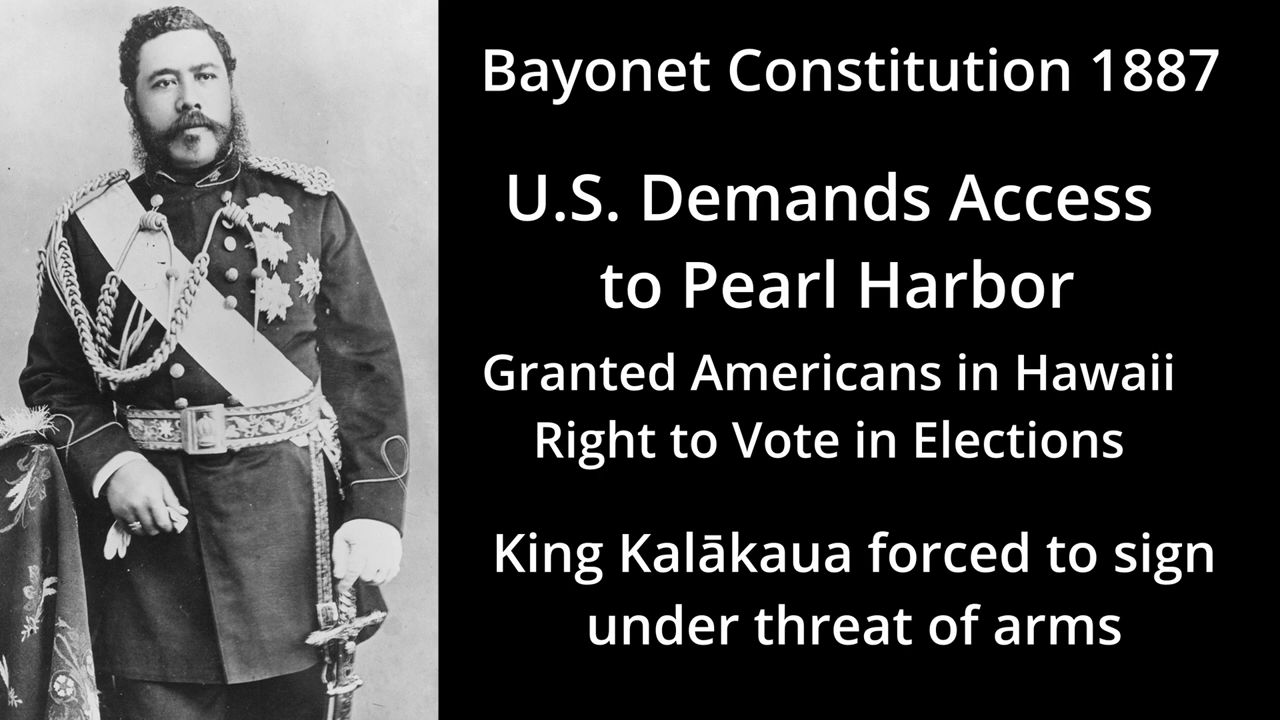 Bayonet Constitution 1887
U.S. Demands Access
to Pearl Harbor
Granted Americans in Hawaii
Right to Vote in Elections
King Kalākaua forced to sign
under threat of arms